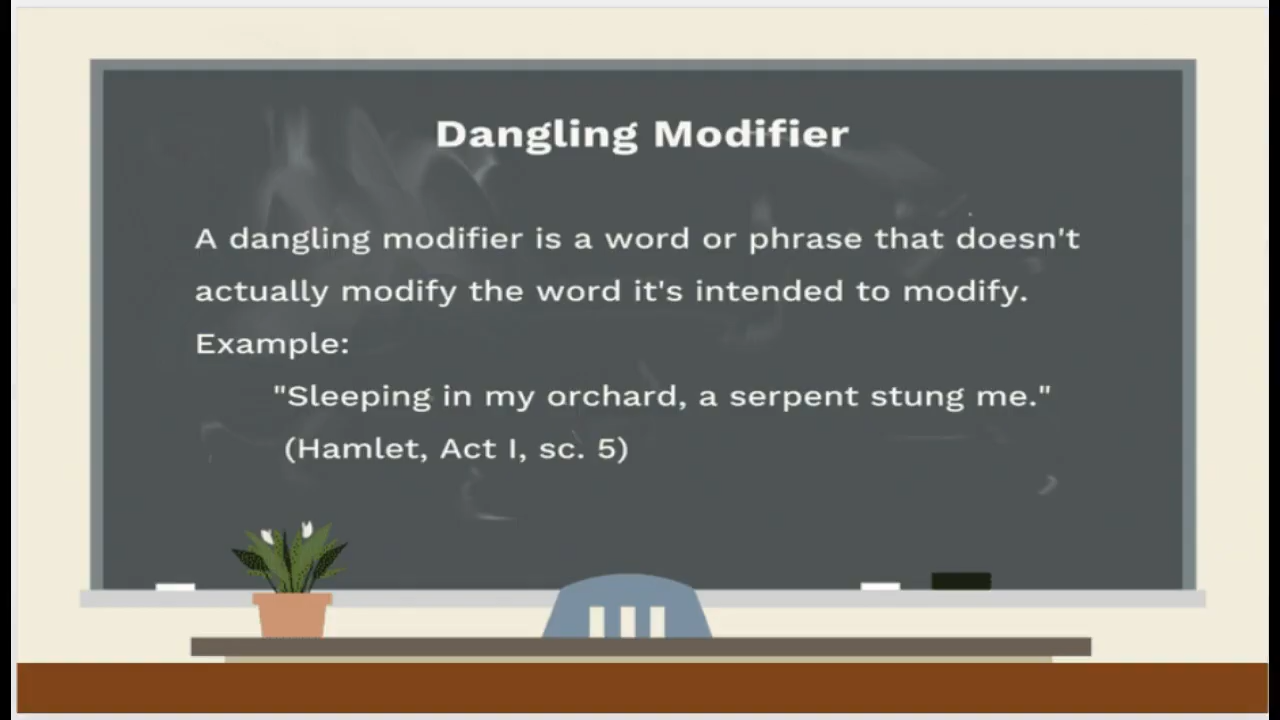 Dangling Modifier
A dangling modifier is a word or phrase that doesn't
actually modify the word it's intended to modify.
Example:
"Sleeping in my orchard, a serpent stung me."
(Hamlet, Act I, sc. 5)